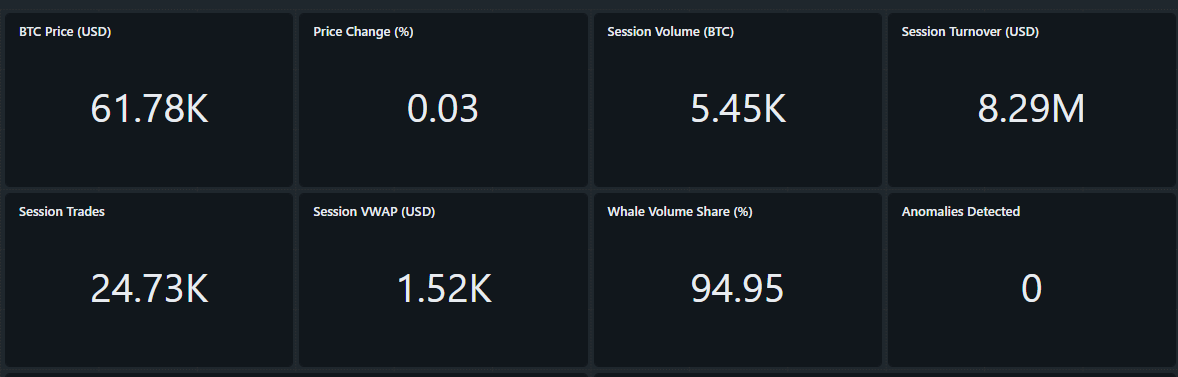 BTC Price (USD)
61.78K
Price Change (%)
0.03
Session Volume (BTC)
5.45K
Session Turnover (USD)
8.29M
Session Trades
24.73K
Session VWAP (USD)
1.52K
Whale Volume Share (%)
94.95
Anomalies Detected
0